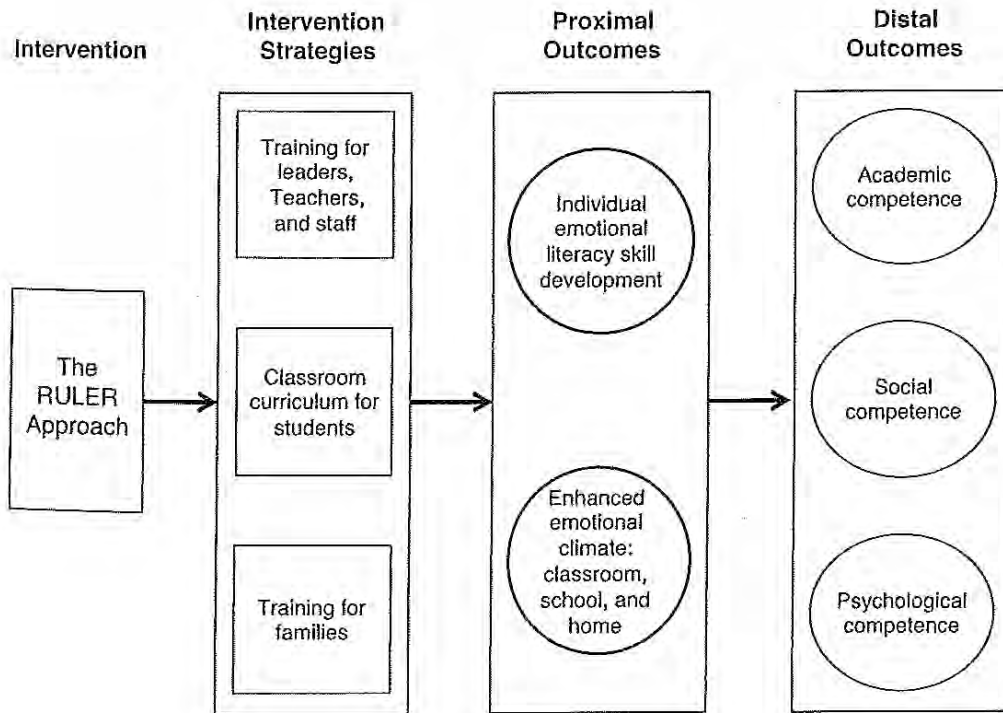 Intervention
Intervention
Strategies
Proximal
Outcomes
Distal
Outcomes
The
RULER
Approach
Training for
leaders,
Teachers,
and staff
Classroom
curriculum for
students
Training for
families
Individual
emotional
literacy skill
development
Enhanced
emotional
climate:
classroom,
school, and
home
Academic
competence
Social
competence
Psychological
competence